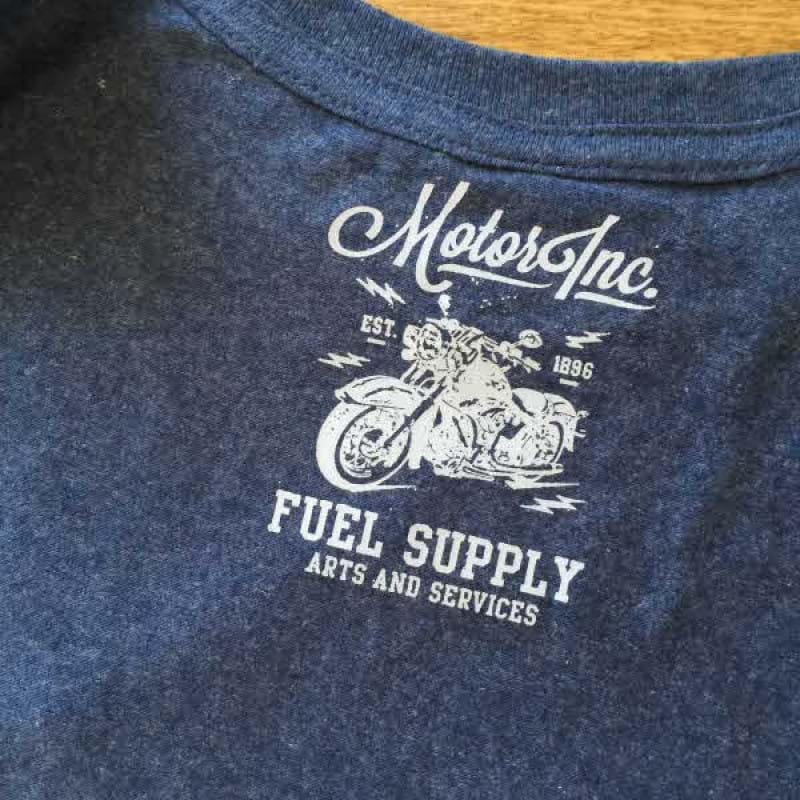 Motor Inc.
EST. 1896
FUEL SUPPLY
ARTS AND SERVICES